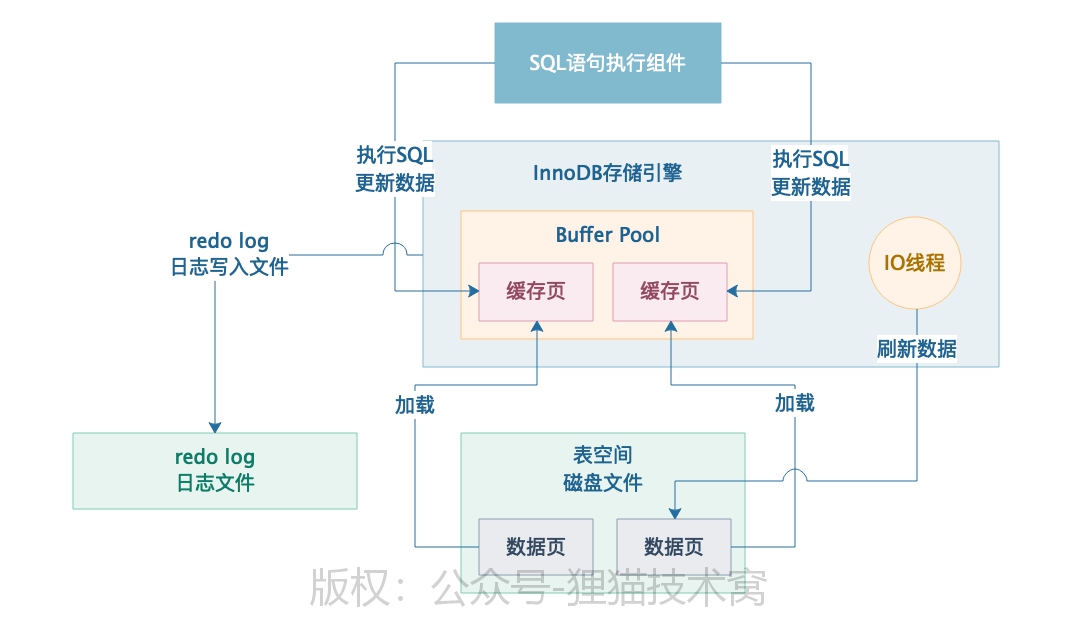 SQL语句执行组件
执行SQL
更新数据
InnoDB存储引擎
执行SQL
更新数据
Buffer Pool
redo log
日志写入文件
缓存页
缓存页
IO线程
刷新数据
加载
加载
redo log
日志文件
表空间
磁盘文件
数据页
数据页
版权：公众号-狸猫技术窝